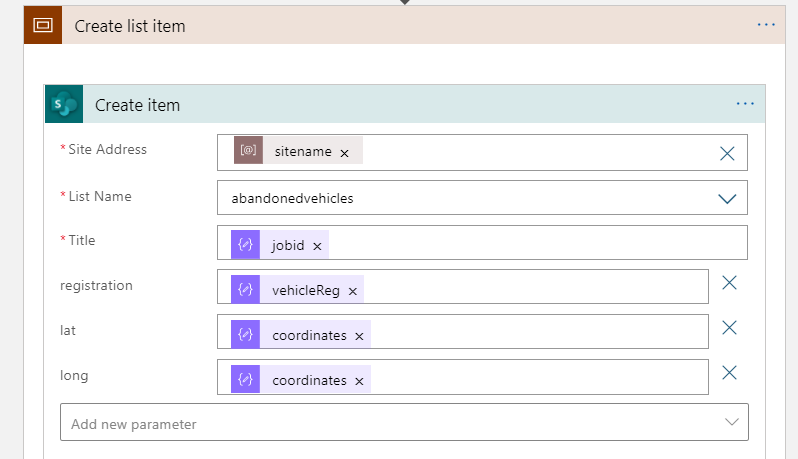 Create list item
Create item
* Site Address sitename
* List Name abandonedvehicles
* Title jobid
registration vehicleReg
lat coordinates
long coordinates
Add new parameter